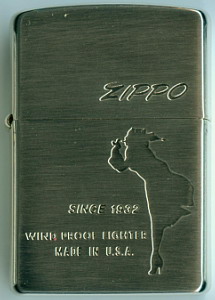 ZIPPO
SINCE 1932
WIND PROOF LIGHTER
MADE IN U.S.A.